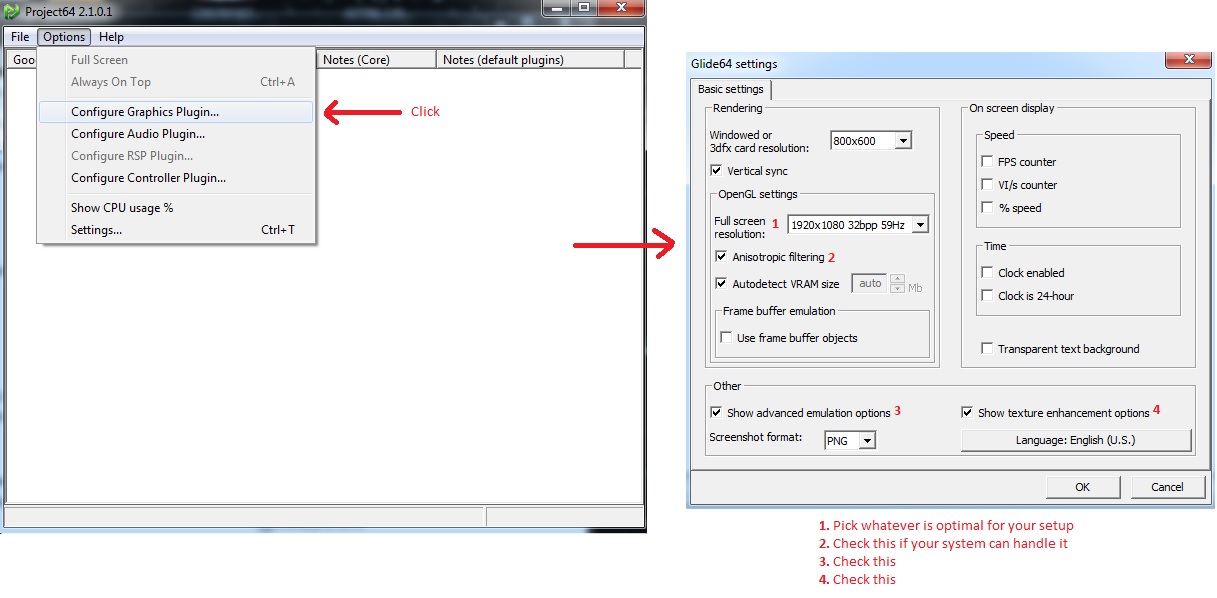 Project64 2.1.0.1
File Options Help
Goo
Notes (Core)
Notes (default plugins)
Full Screen
Always On Top Ctrl+A
Configure Graphics Plugin...
Configure Audio Plugin...
Configure RSP Plugin...
Configure Controller Plugin...
Show CPU usage %
Settings... Ctrl+T
Click
Glide64 settings
Basic settings
Rendering
Windowed or
3dfx card resolution:
800x600
Vertical sync
OpenGL settings
Full screen
resolution:
1 1920x1080 32bpp 59Hz
Anisotropic filtering 2
Autodetect VRAM size auto Mb
Frame buffer emulation
Use frame buffer objects
On screen display
Speed
FPS counter
VI/s counter
% speed
Time
Clock enabled
Clock is 24-hour
Transparent text background
Other
Show advanced emulation options 3
Show texture enhancement options 4
Screenshot format: PNG
Language: English (U.S.)
OK Cancel
1. Pick whatever is optimal for your setup
2. Check this if your system can handle it
3. Check this
4. Check this